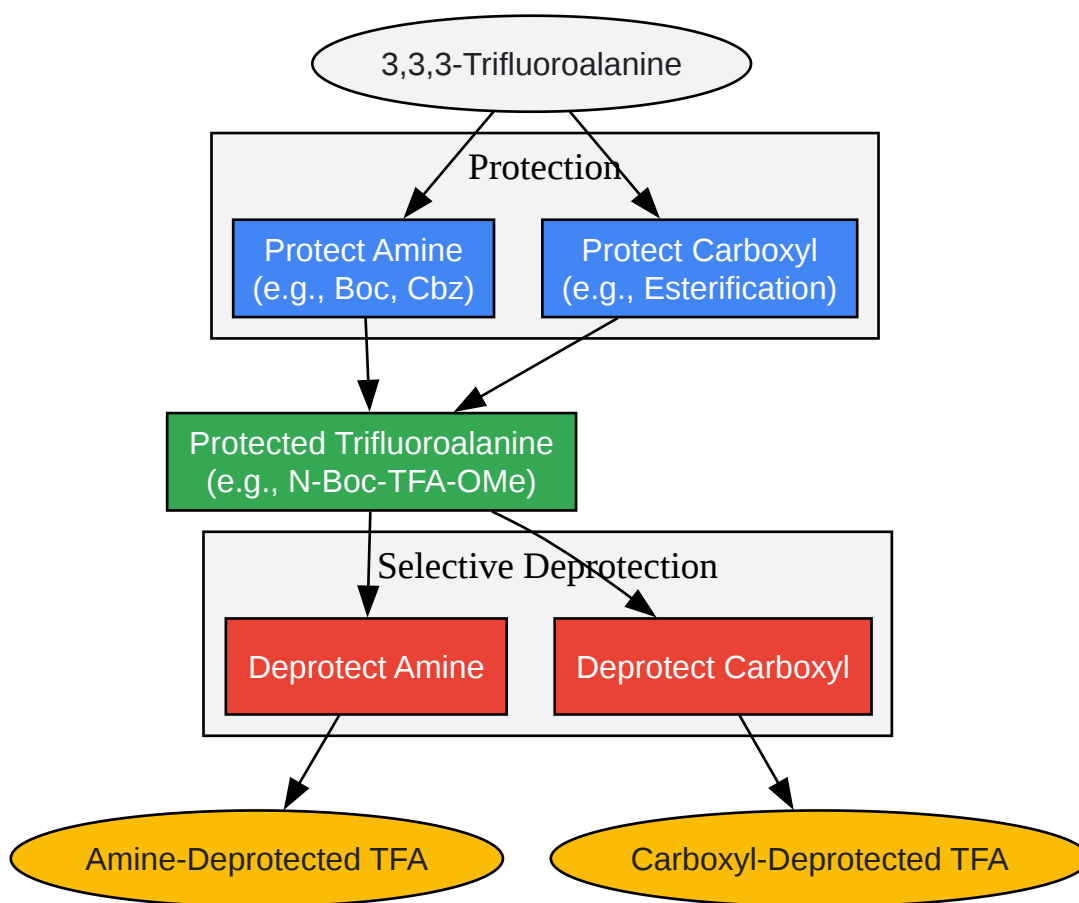 3,3,3-Trifluoroalanine
Protection
Protect Amine
(e.g., Boc, Cbz)
Protect Carboxyl
(e.g., Esterification)
Protected Trifluoroalanine
(e.g., N-Boc-TFA-OMe)
Selective Deprotection
Deprotect Amine
Deprotect Carboxyl
Amine-Deprotected TFA
Carboxyl-Deprotected TFA